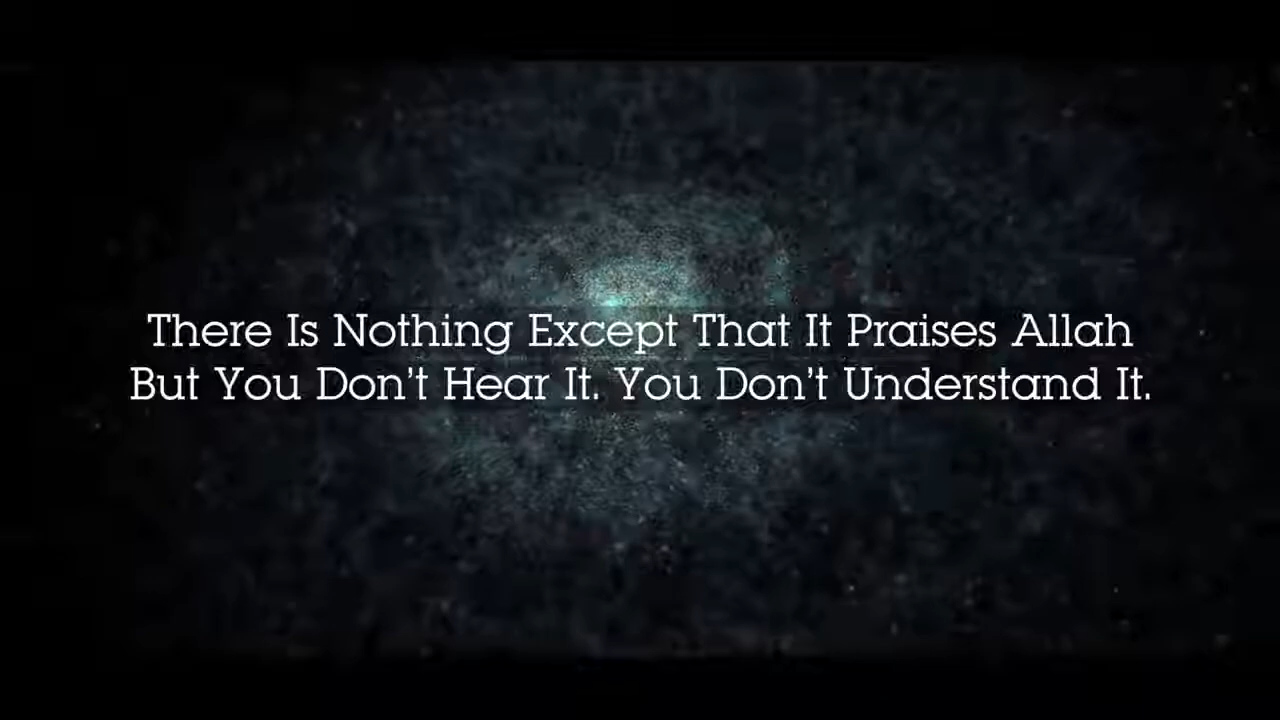 There Is Nothing Except That It Praises Allah
But You Don't Hear It. You Don't Understand It.